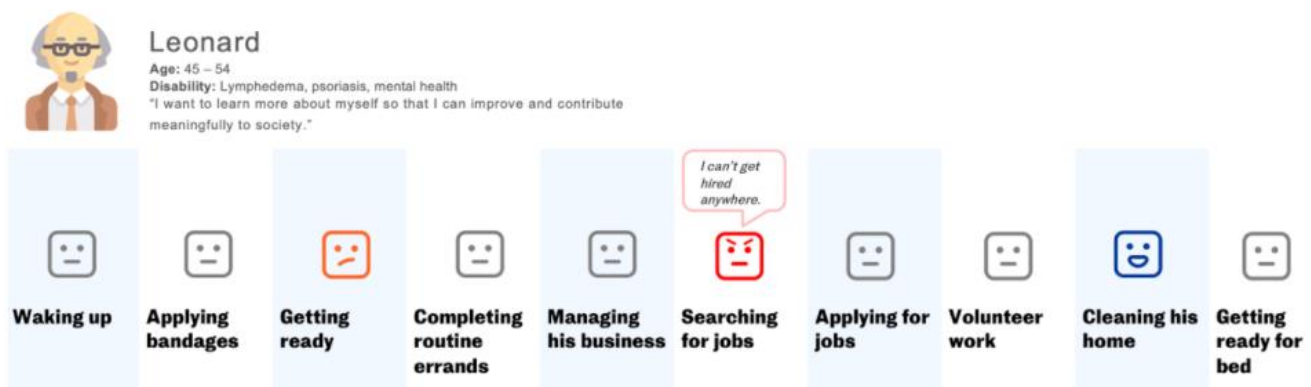 Leonard
Age: 45 – 54
Disability: Lymphedema, psoriasis, mental health
"I want to learn more about myself so that I can improve and contribute
meaningfully to society."
I can't get
hired
anywhere.
Waking up
Applying
bandages
Getting
ready
Completing
routine
errands
Managing
his business
Searching
for jobs
Applying for
jobs
Volunteer
work
Cleaning his
home
Getting
ready for
bed